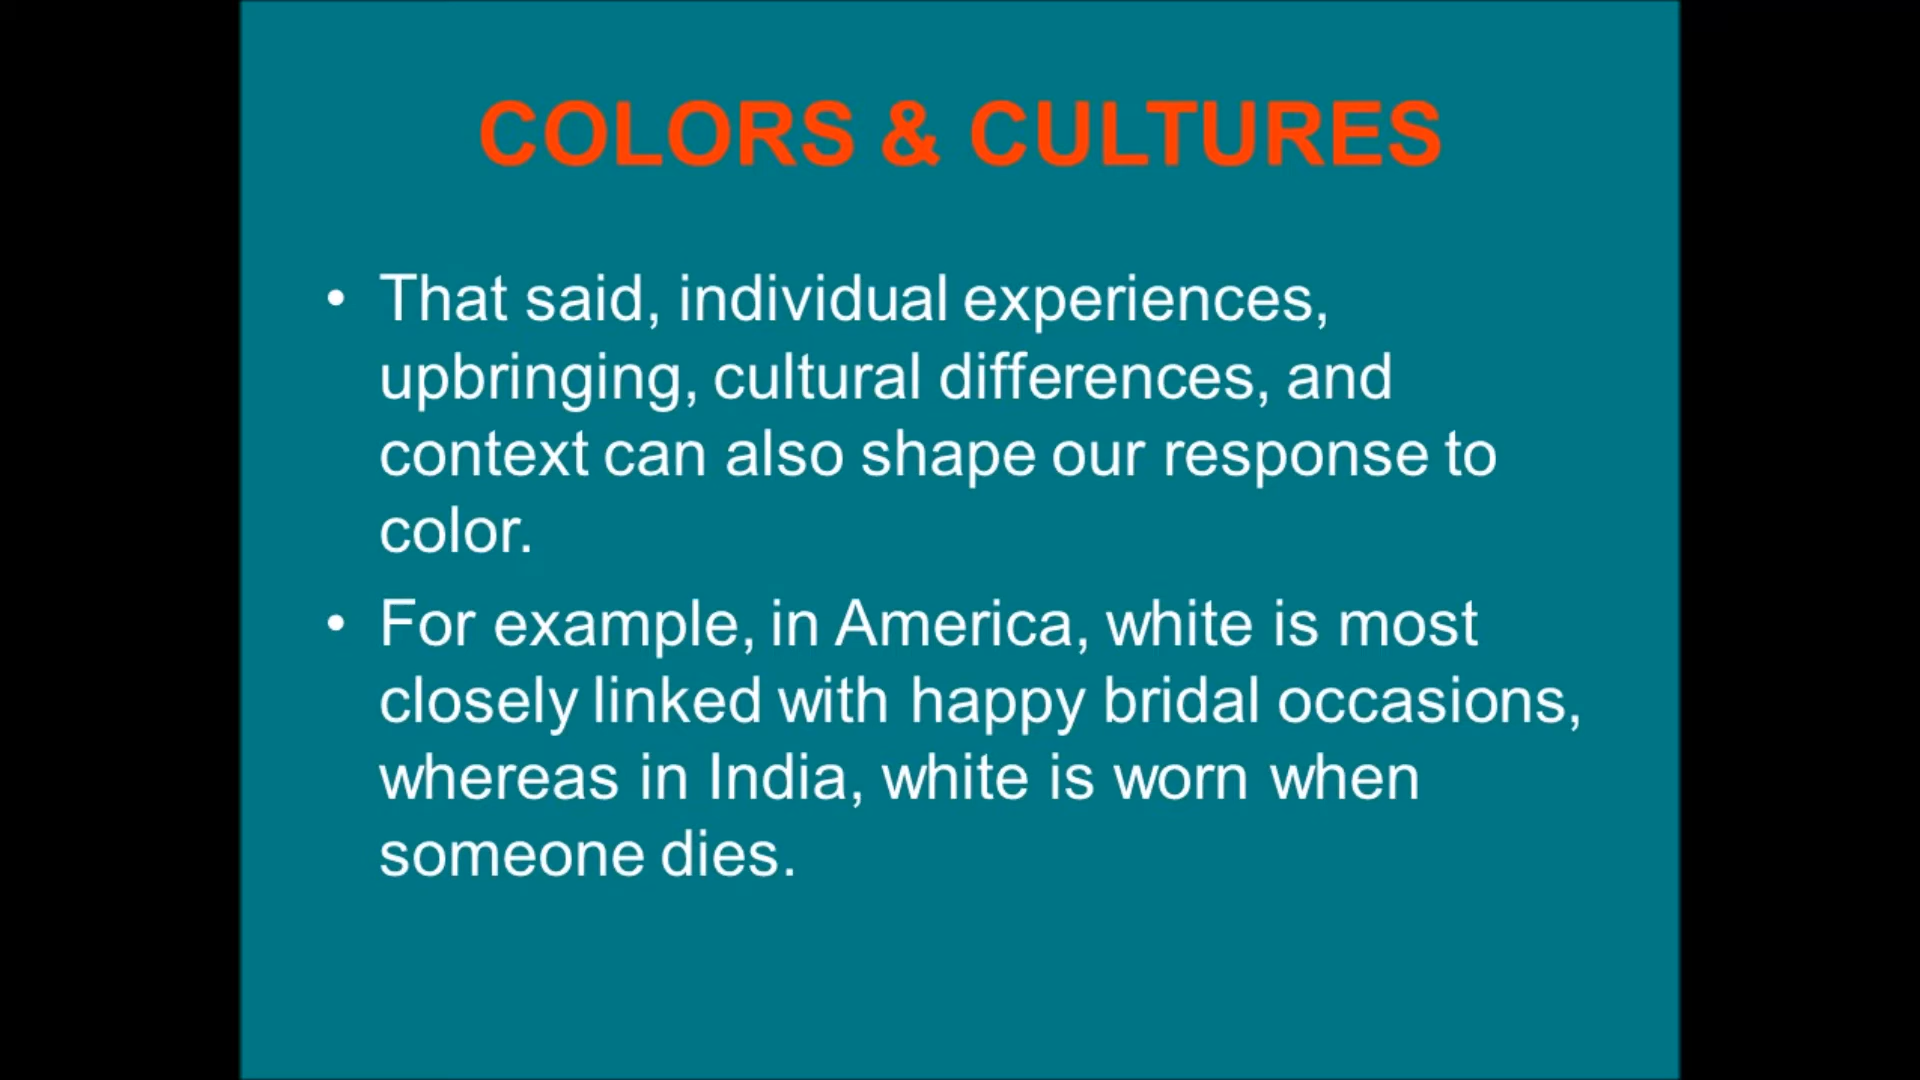 COLORS & CULTURES
• That said, individual experiences,
upbringing, cultural differences, and
context can also shape our response to
color.
• For example, in America, white is most
closely linked with happy bridal occasions,
whereas in India, white is worn when
someone dies.